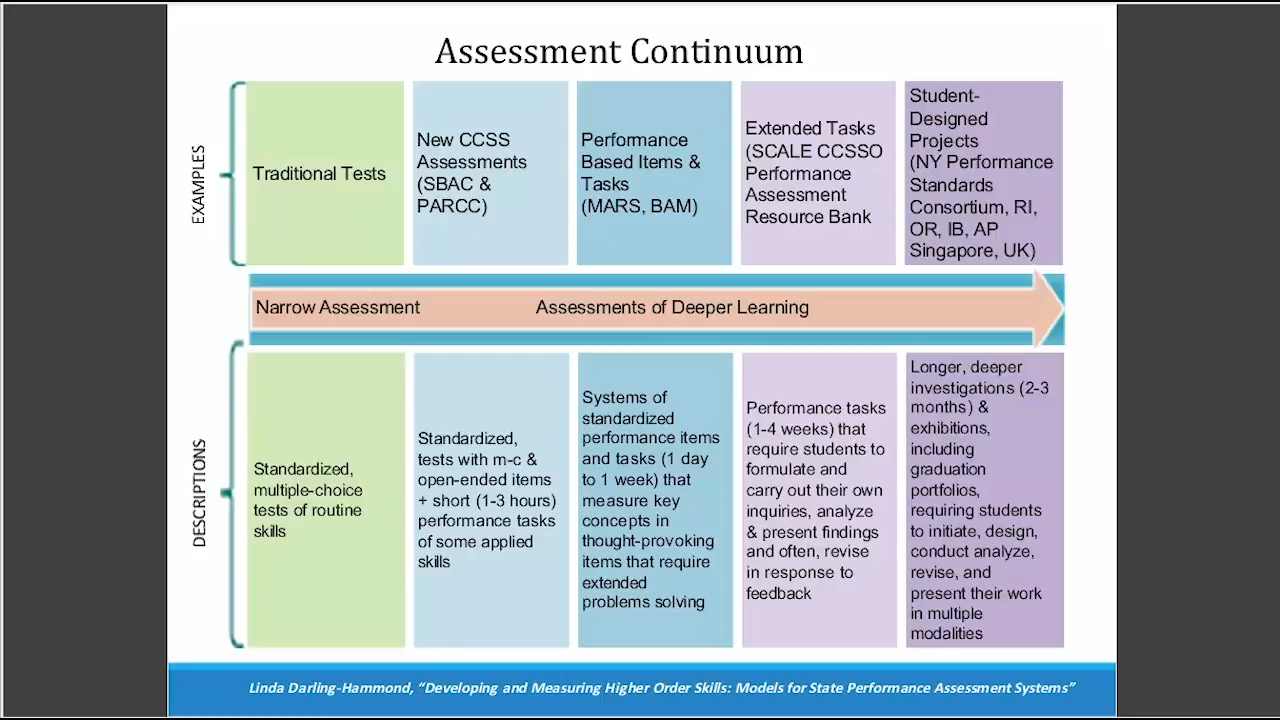 Assessment Continuum
EXAMPLES
Traditional Tests
New CCSS
Assessments
(SBAC &
PARCC)
Performance
Based Items &
Tasks
(MARS, BAM)
Extended Tasks
(SCALE CCSSO
Performance
Assessment
Resource Bank
Student-
Designed
Projects
(NY Performance
Standards
Consortium, RI,
OR, IB, AP
Singapore, UK)
Narrow Assessment
Assessments of Deeper Learning
DESCRIPTIONS
Standardized,
multiple-choice
tests of routine
skills
Standardized,
tests with m-c &
open-ended items
+ short (1-3 hours)
performance tasks
of some applied
skills
Systems of
standardized
performance items
and tasks (1 day
to 1 week) that
measure key
concepts in
thought-provoking
items that require
extended
problems solving
Performance tasks
(1-4 weeks) that
require students to
formulate and
carry out their own
inquiries, analyze
& present findings
and often, revise
in response to
feedback
Longer, deeper
investigations (2-3
months) &
exhibitions,
including
graduation
portfolios,
requiring students
to initiate, design,
conduct analyze,
revise, and
present their work
in multiple
modalities
Linda Darling-Hammond, “Developing and Measuring Higher Order Skills: Models for State Performance Assessment Systems”